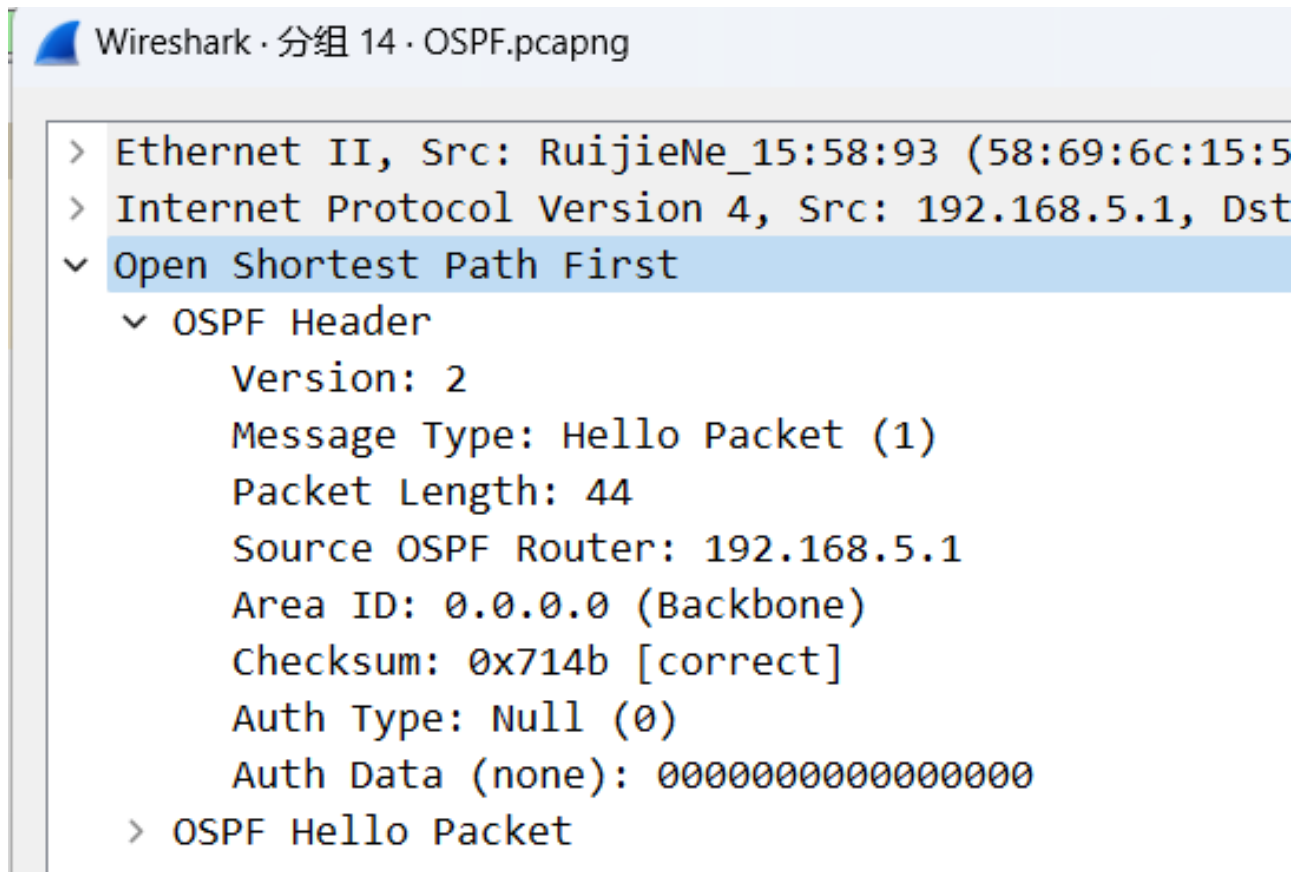 Wireshark · 分组 14 · OSPF.pcapng
Ethernet II, Src: RuijieNe_15:58:93 (58:69:6c:15:5
Internet Protocol Version 4, Src: 192.168.5.1, Dst
Open Shortest Path First
OSPF Header
Version: 2
Message Type: Hello Packet (1)
Packet Length: 44
Source OSPF Router: 192.168.5.1
Area ID: 0.0.0.0 (Backbone)
Checksum: 0x714b [correct]
Auth Type: Null (0)
Auth Data (none): 0000000000000000
OSPF Hello Packet